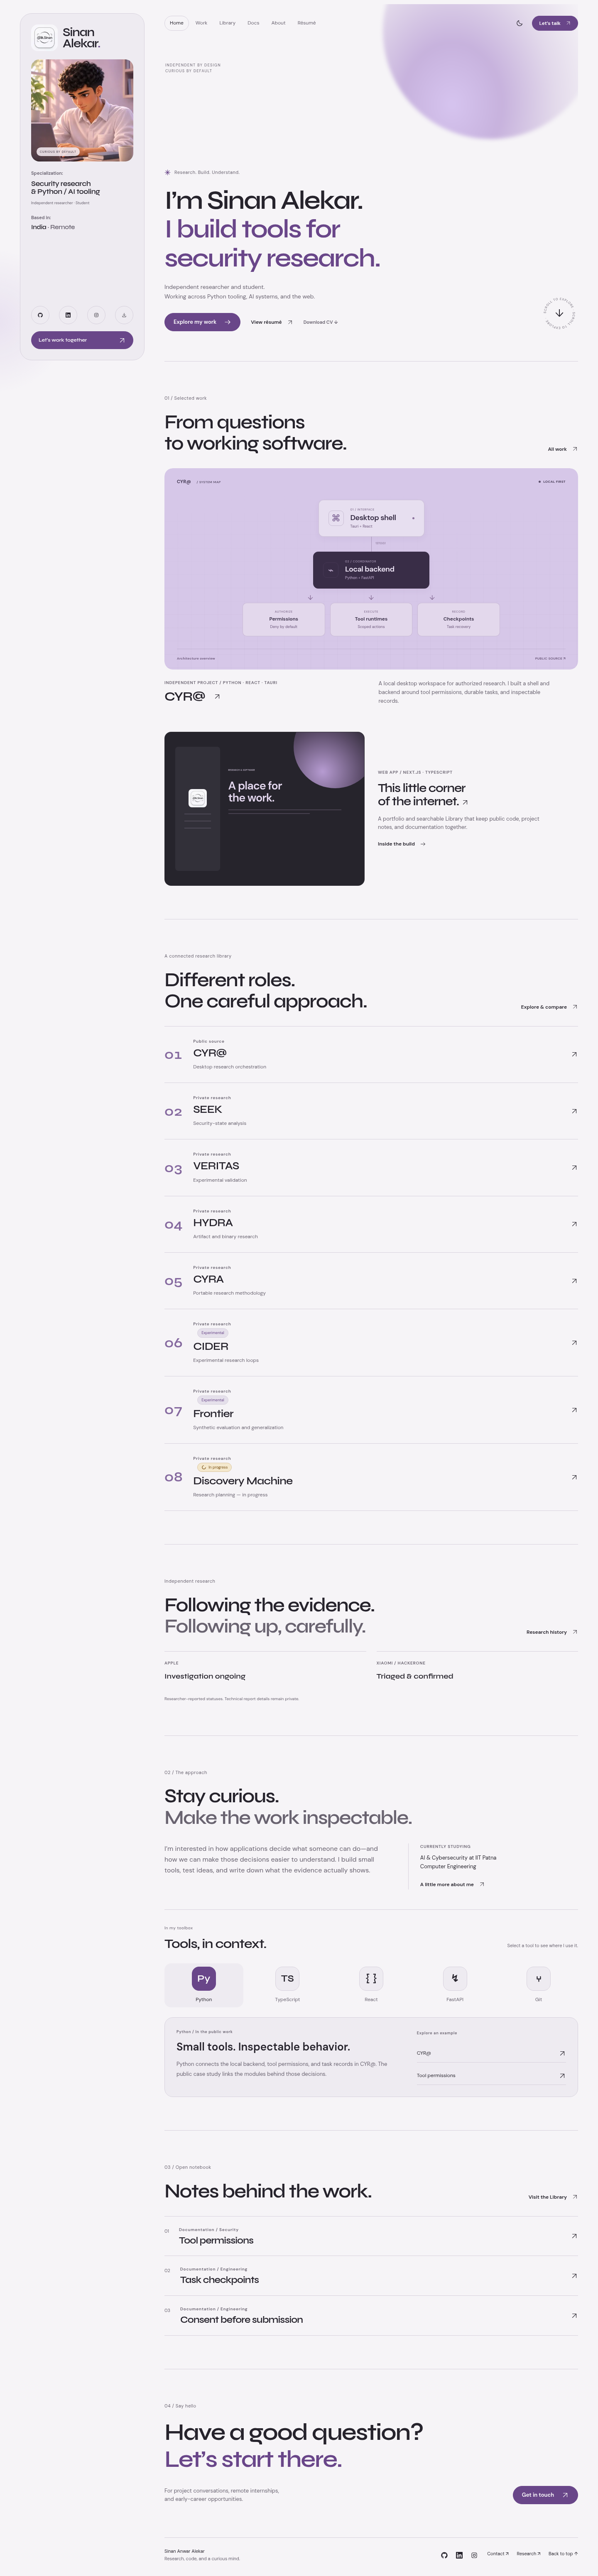 Sinan
Alekar.
CURIOUS BY DEFAULT
Specialization:
Security research
& Python / AI tooling
Independent researcher · Student
Based in:
India · Remote
Let's work together
Home
Work
Library
Docs
About
Résumé
Let's talk
INDEPENDENT BY DESIGN
CURIOUS BY DEFAULT
Research. Build. Understand.
I'm Sinan Alekar.
I build tools for
security research.
Independent researcher and student.
Working across Python tooling, AI systems, and the web.
Explore my work
View résumé
Download CV
01 / Selected work
From questions
to working software.
All work
CYR@
/ SYSTEM MAP
LOCAL FIRST
01 / INTERFACE
Desktop shell
Tauri + React
02 / COORDINATOR
Local backend
Python + FastAPI
Permissions
Deny by default
Tool runtimes
Scoped actions
Checkpoints
Task recovery
Architecture overview
PUBLIC SOURCE
INDEPENDENT PROJECT / PYTHON · REACT · TAURI
CYR@
A local desktop workspace for authorized research. I built a shell and
backend around tool permissions, durable tasks, and inspectable
records.
A place for
the work.
WEB APP / NEXT.JS · TYPESCRIPT
This little corner
of the internet.
A portfolio and searchable Library that keep public code, project
notes, and documentation together.
Inside the build
A connected research library
Different roles.
One careful approach.
Explore & compare
01
Public source
CYR@
Desktop research orchestration
02
Private research
SEEK
Security-state analysis
03
Private research
VERITAS
Experimental validation
04
Private research
HYDRA
Artifact and binary research
05
Private research
CYRA
Portable research methodology
06
Private research
Experimental
CIDER
Experimental research loops
07
Private research
Experimental
Frontier
Synthetic evaluation and generalization
08
Private research
In progress
Discovery Machine
Research planning — in progress
Independent research
Following the evidence.
Following up, carefully.
Research history
APPLE
Investigation ongoing
XIAOMI / HACKERONE
Triaged & confirmed
Researcher-reported statuses. Technical report details remain private.
02 / The approach
Stay curious.
Make the work inspectable.
I'm interested in how applications decide what someone can do—and
how we can make those decisions easier to understand. I build small
tools, test ideas, and write down what the evidence actually shows.
CURRENTLY STUDYING
AI & Cybersecurity at IIT Patna
Computer Engineering
A little more about me
In my toolbox
Tools, in context.
Select a tool to see where I use it.
Py
Python
TS
TypeScript
{ }
React
FastAPI
Git
Python / In the public work
Small tools. Inspectable behavior.
Python connects the local backend, tool permissions, and task records in CYR@. The
public case study links the modules behind those decisions.
Explore an example
CYR@
Tool permissions
03 / Open notebook
Notes behind the work.
Visit the Library
01
Documentation / Security
Tool permissions
02
Documentation / Engineering
Task checkpoints
03
Documentation / Engineering
Consent before submission
04 / Say hello
Have a good question?
Let's start there.
For project conversations, remote internships,
and early-career opportunities.
Get in touch
Sinan Anwar Alekar
Research, code, and a curious mind.
Contact
Research
Back to top